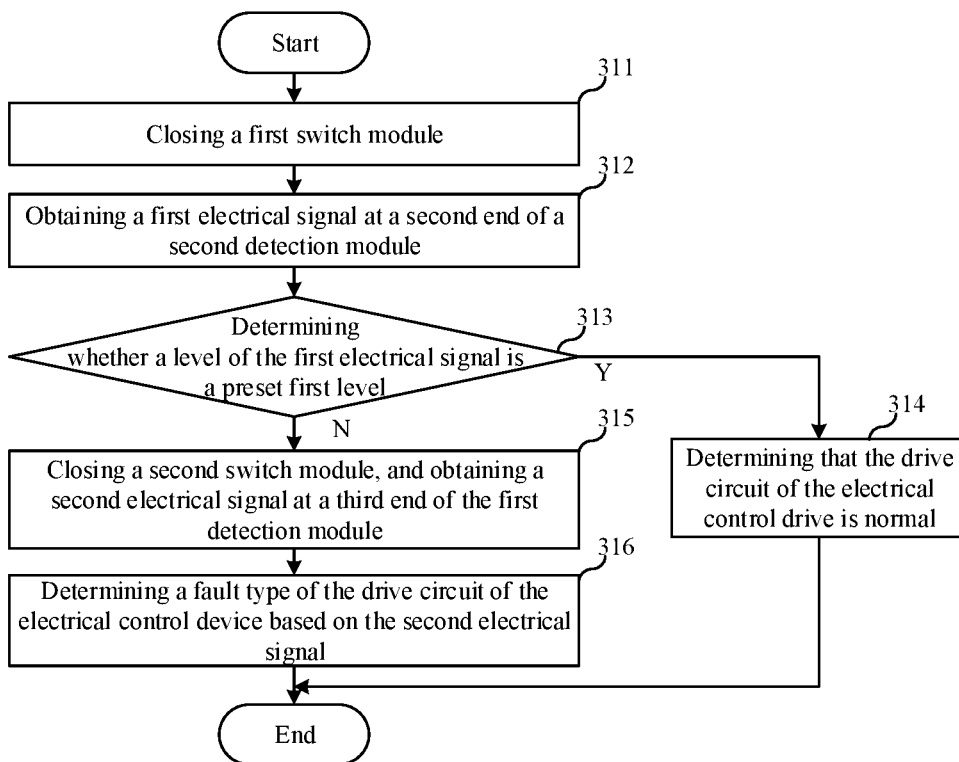 Start
311
Closing a first switch module
312
Obtaining a first electrical signal at a second end of a
second detection module
313
Determining
whether a level of the first electrical signal is
a preset first level
Y
N
314
Determining that the drive
circuit of the electrical
control drive is normal
315
Closing a second switch module, and obtaining a
second electrical signal at a third end of the first
detection module
316
Determining a fault type of the drive circuit of the
electrical control device based on the second electrical
signal
End